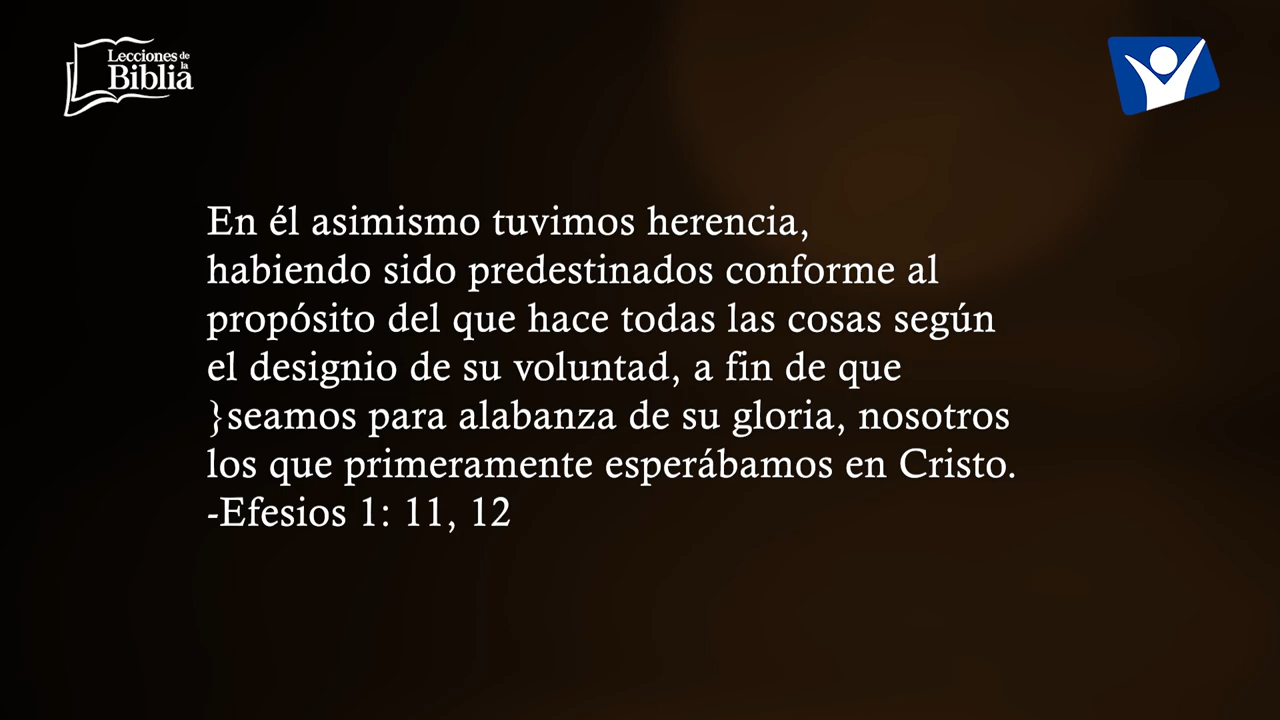 Lecciones de
la
Biblia
En él asimismo tuvimos herencia,
habiendo sido predestinados conforme al
propósito del que hace todas las cosas según
el designio de su voluntad, a fin de que
}seamos para alabanza de su gloria, nosotros
los que primeramente esperábamos en Cristo.
-Efesios 1: 11, 12